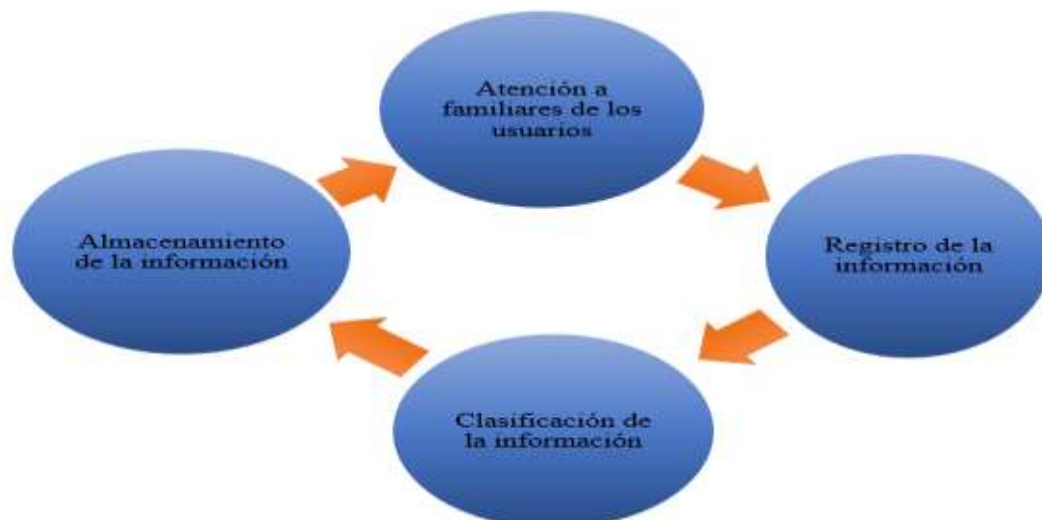 Atención a
familiares de los
usuarios
Registro de la
información
Clasificación de
la información
Almacenamiento
de la información